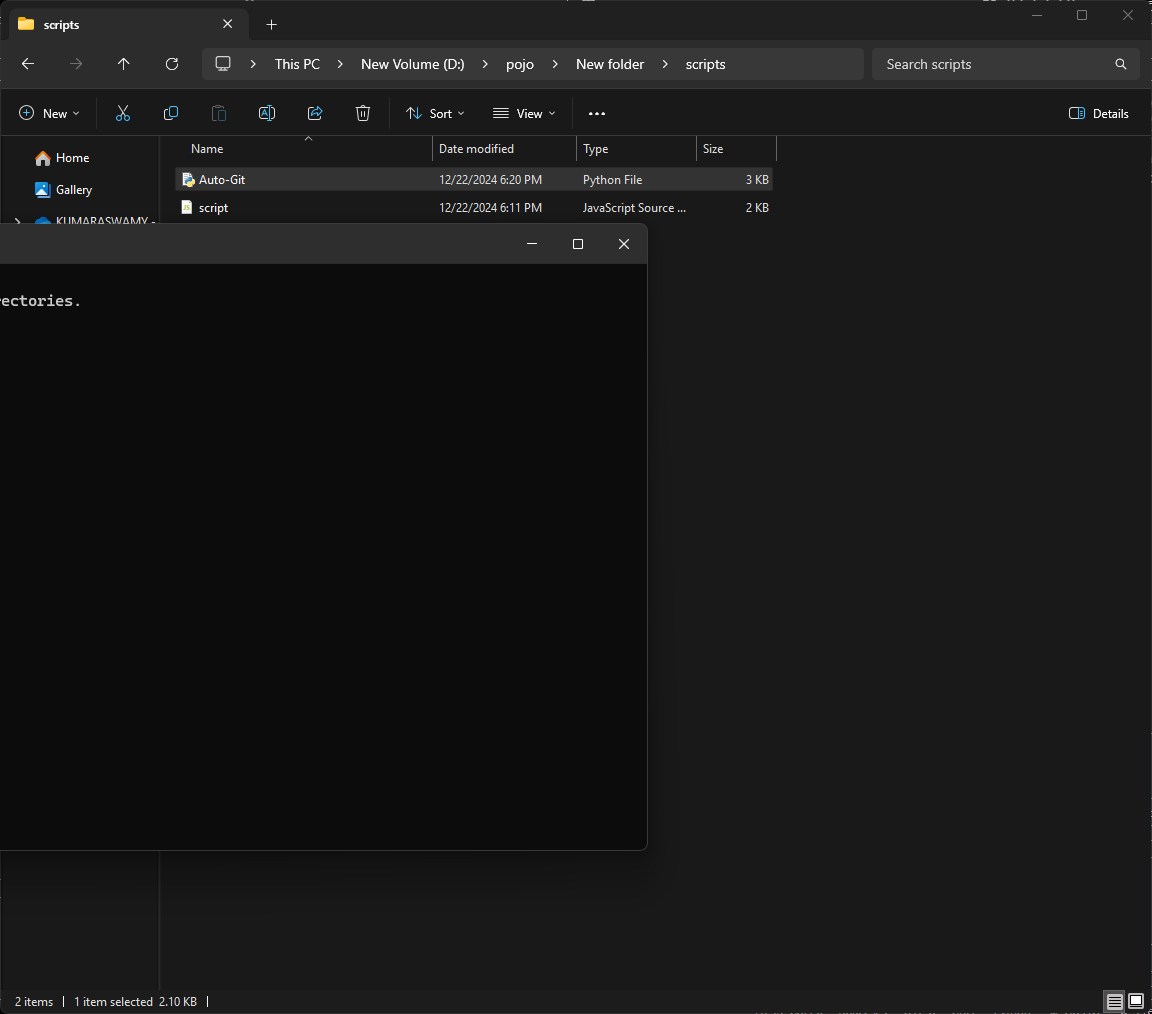 scripts
This PC New Volume (D:) pojo New folder scripts
Search scripts
New
Sort
View
Details
Name Date modified Type Size
Home
Gallery
KUMARASWAMY -
Auto-Git 12/22/2024 6:20 PM Python File 3 KB
script 12/22/2024 6:11 PM JavaScript Source ... 2 KB
ectories.
2 items 1 item selected 2.10 KB